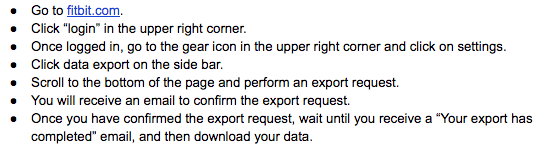 ● Go to fitbit.com.
● Click “login” in the upper right corner.
● Once logged in, go to the gear icon in the upper right corner and click on settings.
● Click data export on the side bar.
● Scroll to the bottom of the page and perform an export request.
● You will receive an email to confirm the export request.
● Once you have confirmed the export request, wait until you receive a “Your export has
completed” email, and then download your data.